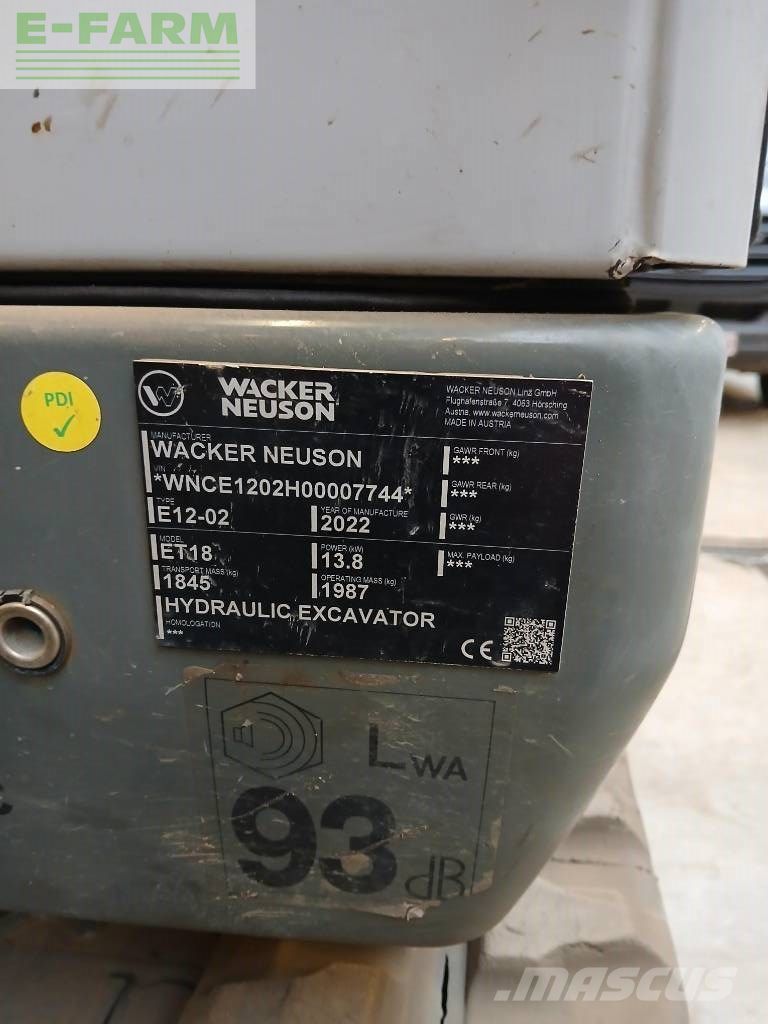 E-FARM
PDI
WACKER
NEUSON
WACKER NEUSON Linz GmbH
Flughafenstraße 7, 4063 Hörsching
Austria, www.wackerneuson.com
MADE IN AUSTRIA
MANUFACTURER
WACKER NEUSON
VIN
*WNCE1202H00007744*
TYPE
E12-02
YEAR OF MANUFACTURE
2022
MODEL
ET18
POWER (kW)
13.8
TRANSPORT MASS (kg)
1845
OPERATING MASS (kg)
1987
HYDRAULIC EXCAVATOR
HOMOLOGATION
***
GAWR FRONT (kg)
***
GAWR REAR (kg)
***
GWR (kg)
***
MAX. PAYLOAD (kg)
***
CE
LWA
93 dB
MASCUS